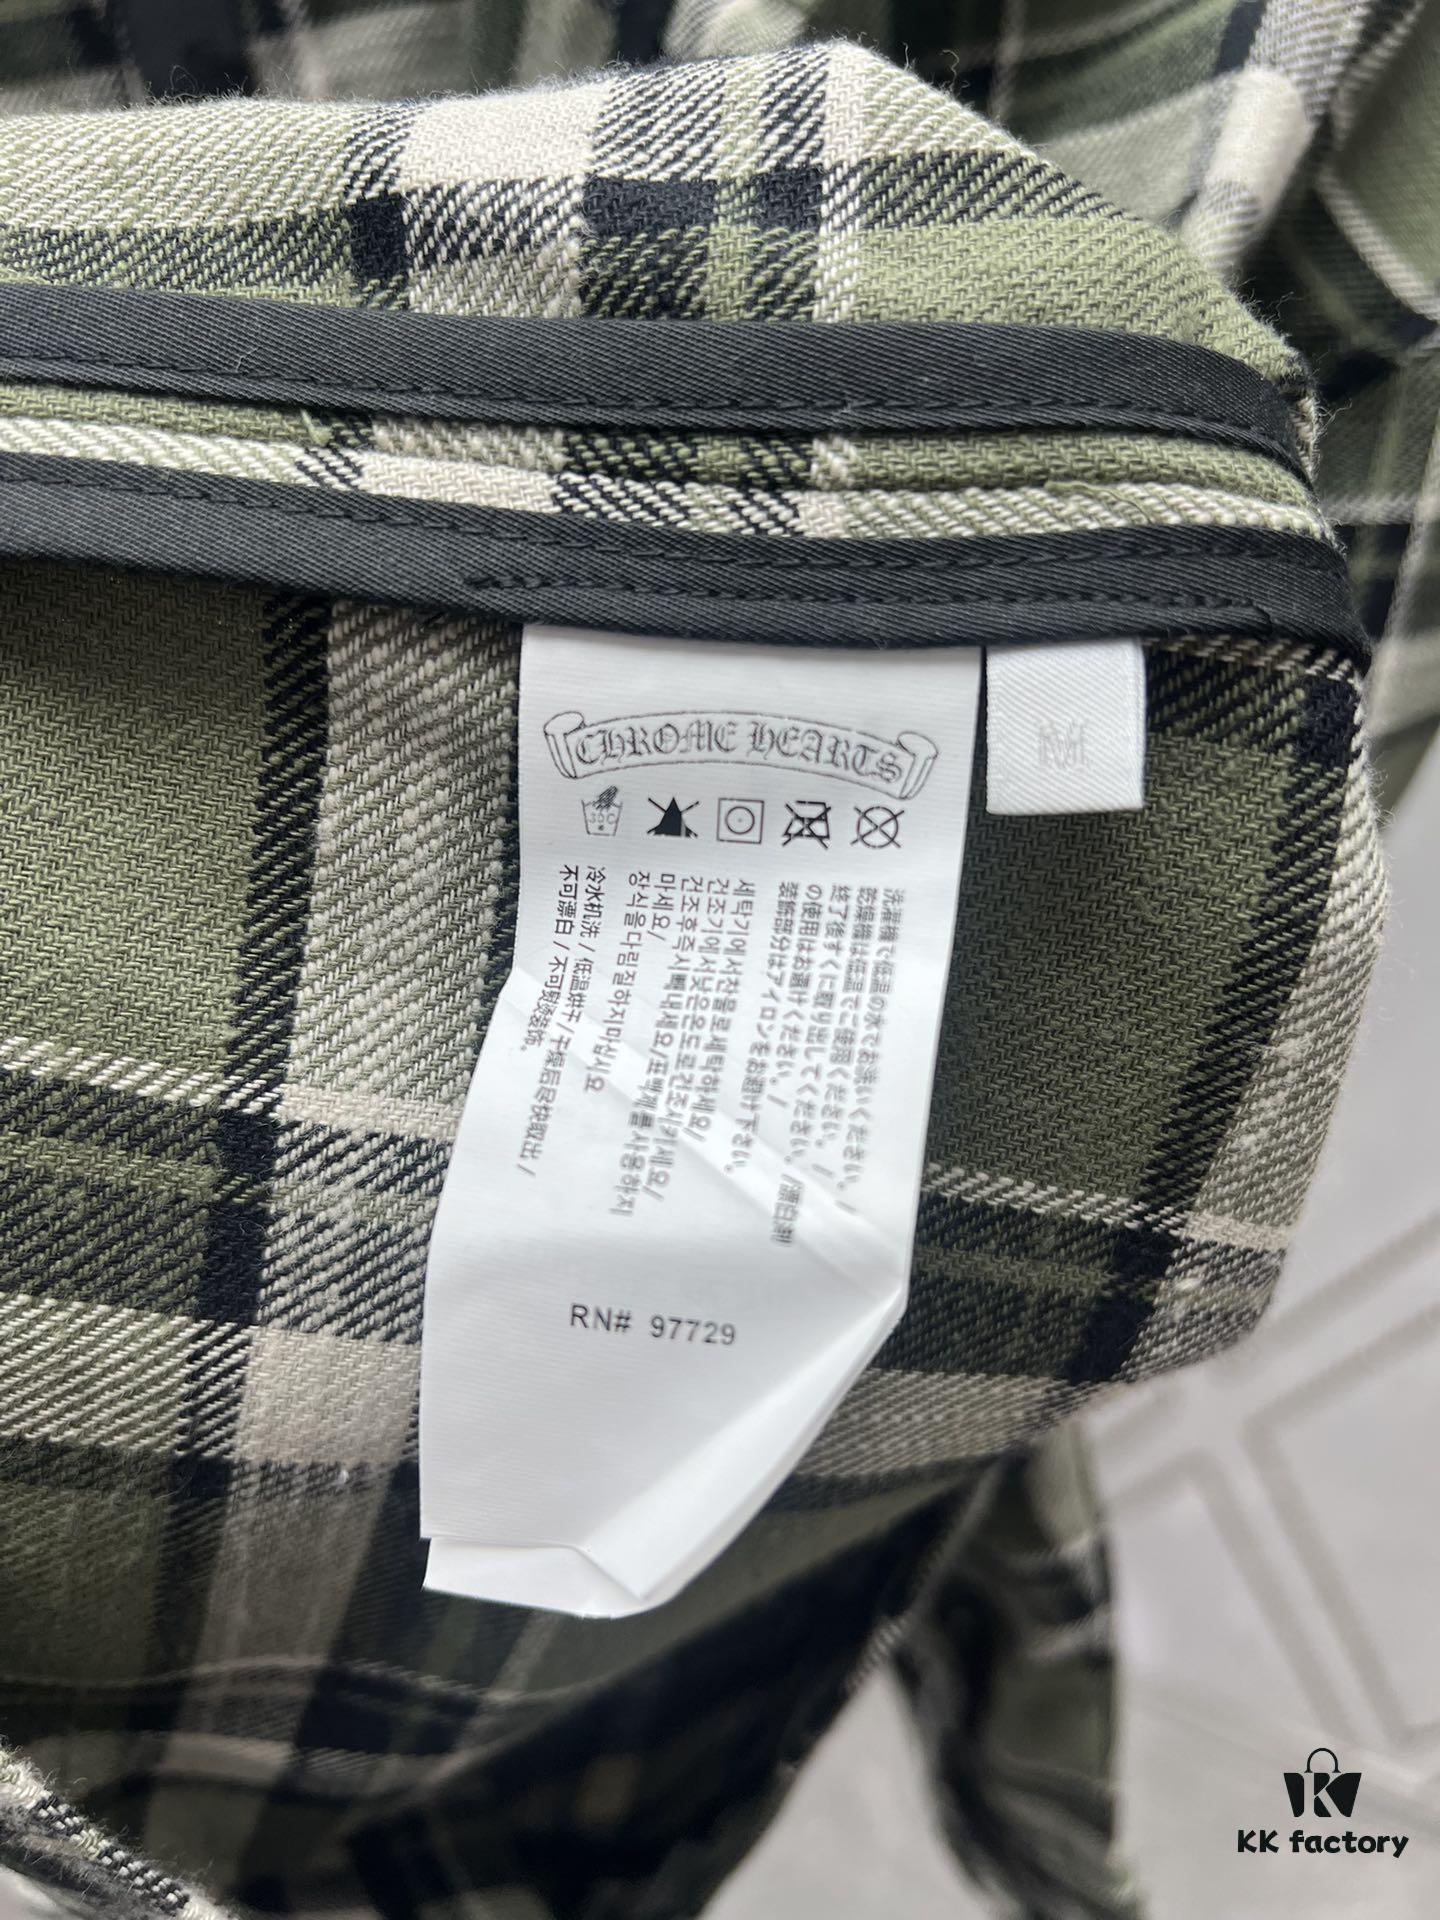 CHROME HEARTS
M
30C
洗濯機で低温の水でお洗いください。/
乾燥機は低温でご使用ください。/
終了後すぐに取り出してください。/漂白剤
の使用はお避けください。/
装飾部分はアイロンをお避け下さい。
세탁기에서찬물로세탁하세요/
건조기에서낮은온도로건조시키세요/
건조후즉시빼내세요/표백제를사용하지
마세요/
장식을다림질하지마십시요
冷水机洗 / 低温烘干 / 干燥后尽快取出 /
不可漂白 / 不可熨烫装饰。
RN# 97729
KK factory